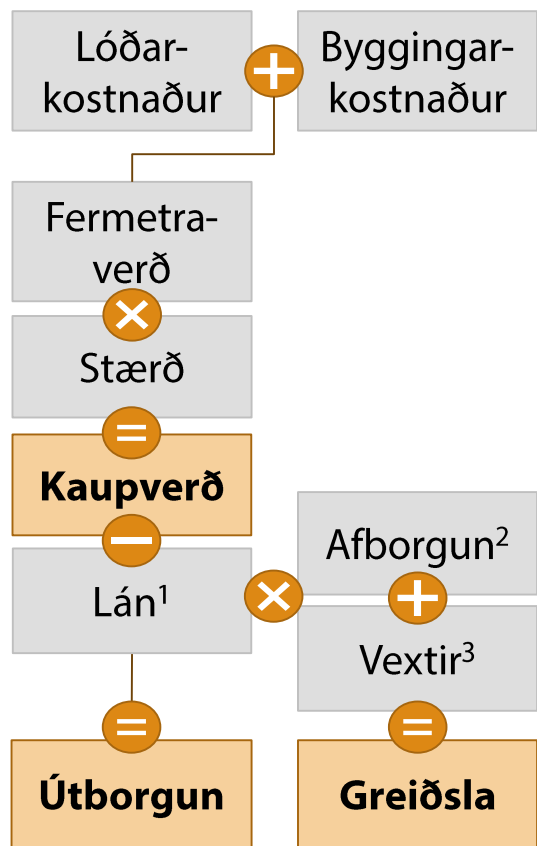 Lóðar-
kostnaður
+
Byggingar-
kostnaður
Fermetra-
verð
×
Stærð
=
Kaupverð
−
Lán¹
×
Afborgun²
+
Vextir³
=
Útborgun
=
Greiðsla